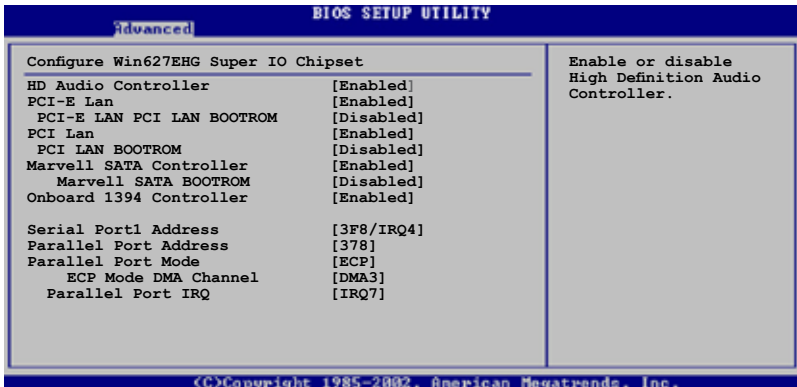 BIOS SETUP UTILITY
Advanced
Configure Win627EHG Super IO Chipset
HD Audio Controller [Enabled]
PCI-E Lan [Enabled]
PCI-E LAN PCI LAN BOOTROM [Disabled]
PCI Lan [Enabled]
PCI LAN BOOTROM [Disabled]
Marvell SATA Controller [Enabled]
Marvell SATA BOOTROM [Disabled]
Onboard 1394 Controller [Enabled]
Serial Port1 Address [3F8/IRQ4]
Parallel Port Address [378]
Parallel Port Mode [ECP]
ECP Mode DMA Channel [DMA3]
Parallel Port IRQ [IRQ7]
Enable or disable
High Definition Audio
Controller.
(C)Copyright 1985-2002, American Megatrends, Inc.